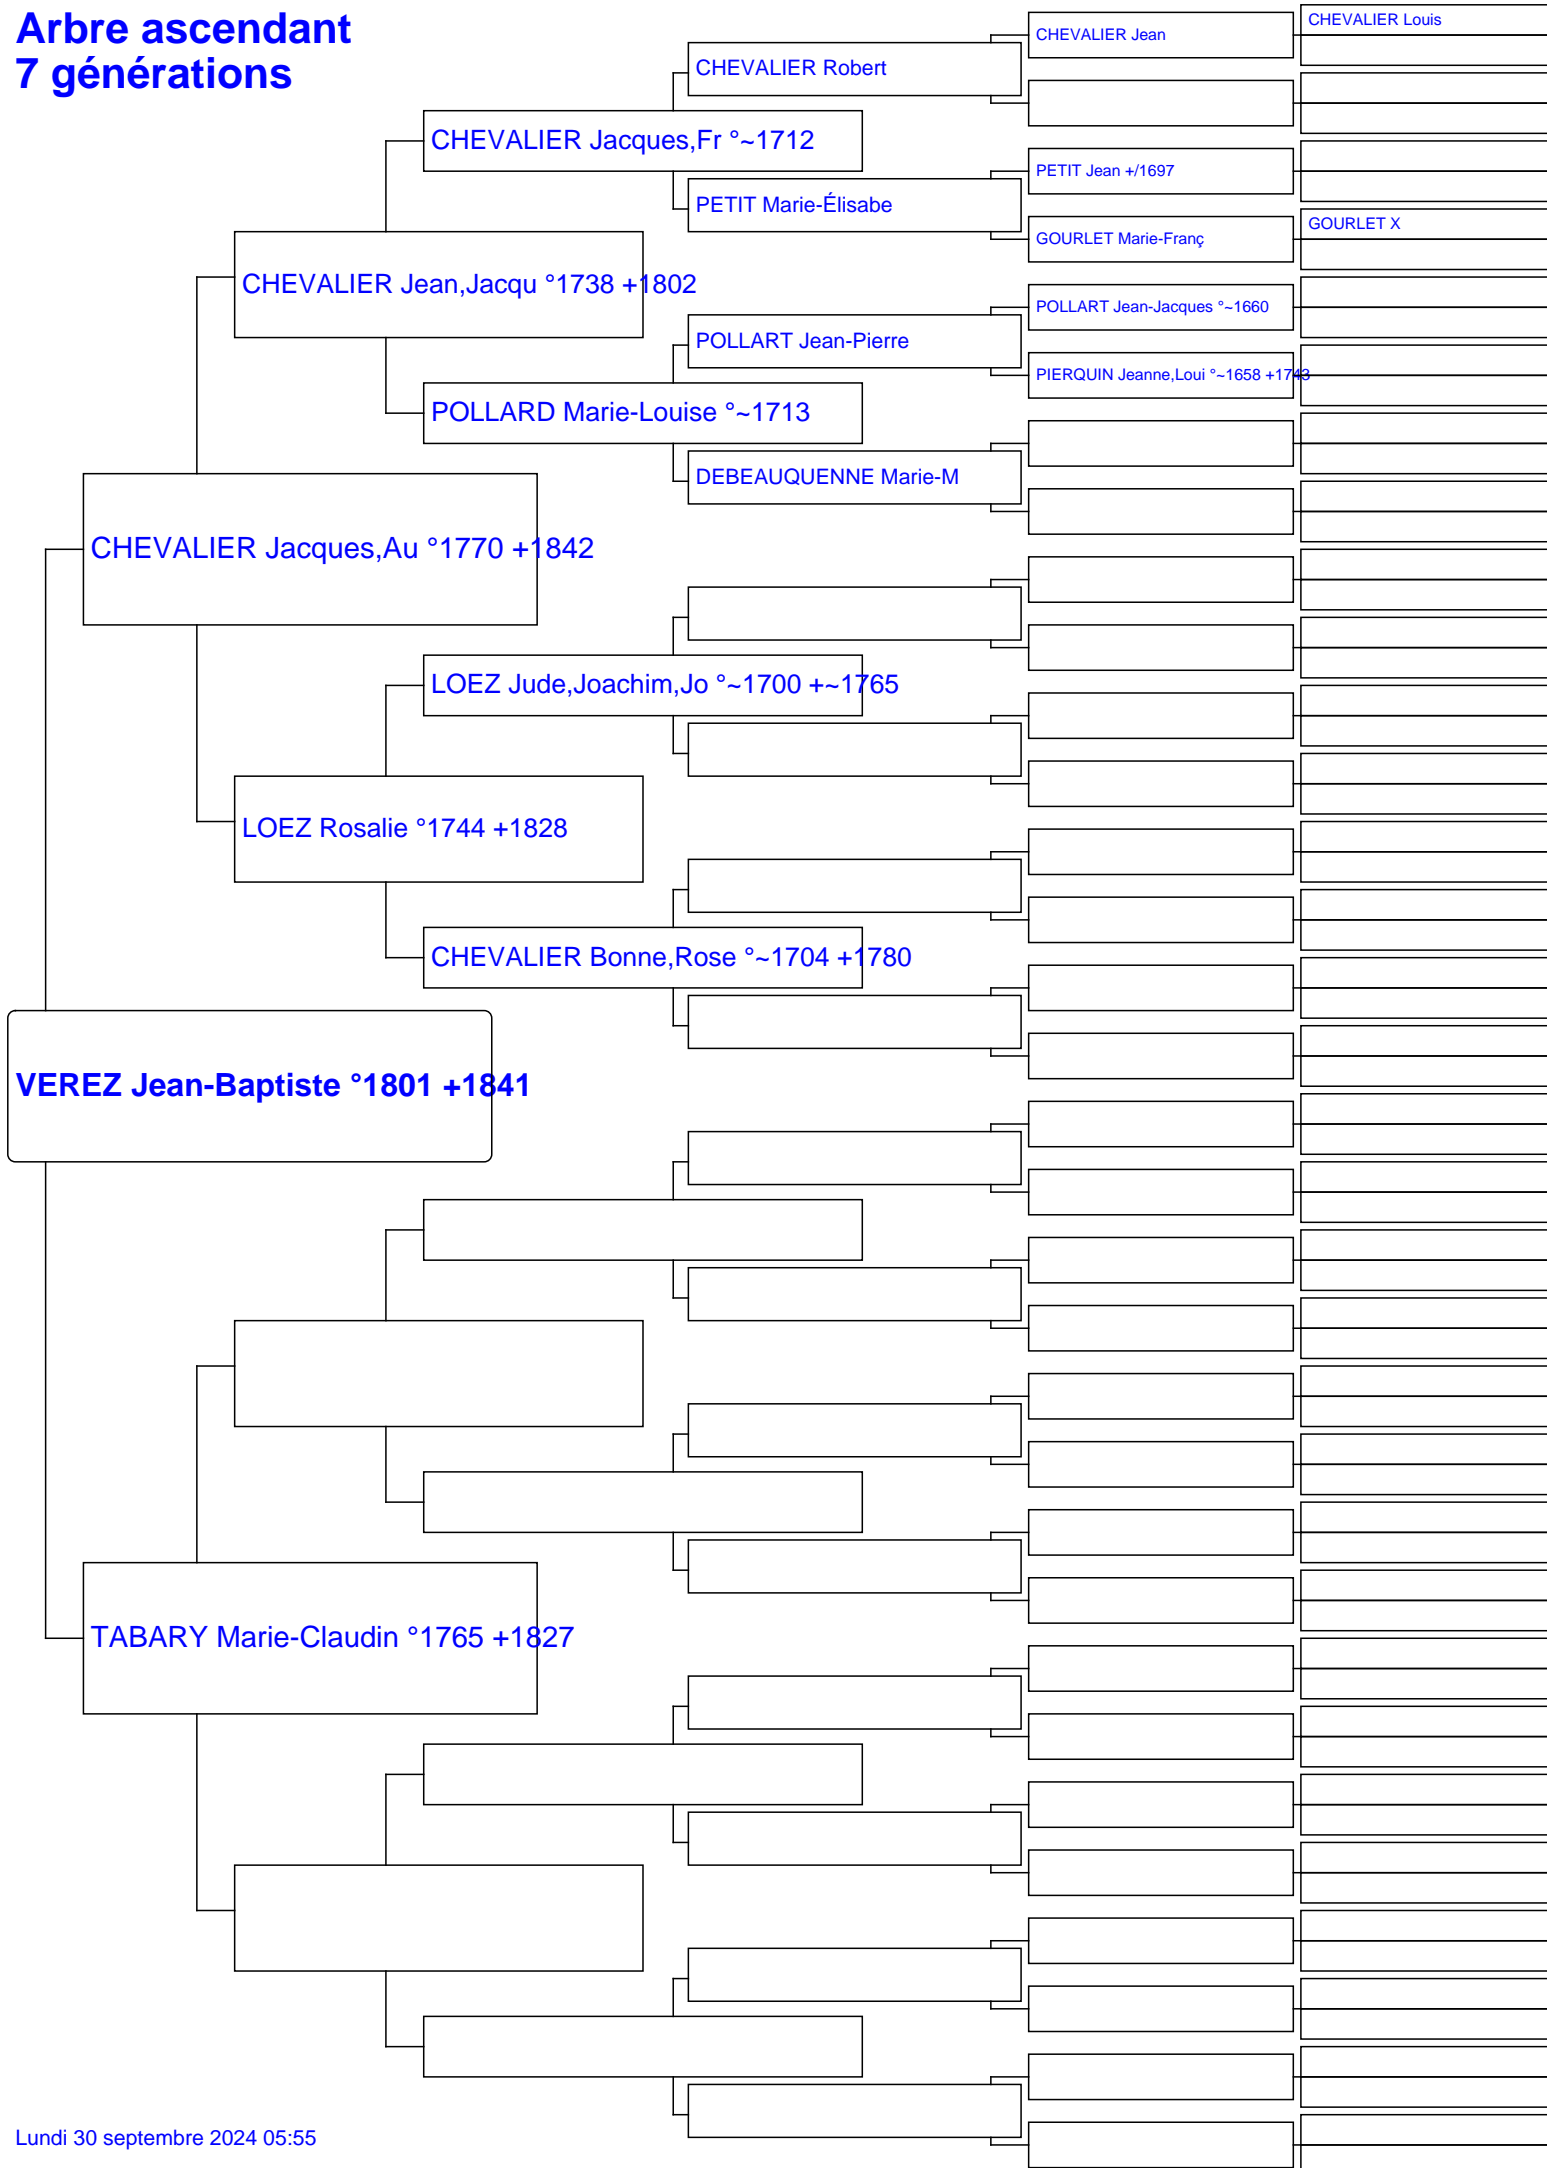 Arbre ascendant
7 générations
CHEVALIER Louis
CHEVALIER Jean
CHEVALIER Robert
CHEVALIER Jacques,Fr °~1712
PETIT Jean +/1697
PETIT Marie-Élisabe
GOURLET X
GOURLET Marie-Franç
CHEVALIER Jean,Jacqu °1738 +1802
POLLART Jean-Jacques °~1660
POLLART Jean-Pierre
PIERQUIN Jeanne,Loui °~1658 +1743
POLLARD Marie-Louise °~1713
DEBEAUQUENNE Marie-M
CHEVALIER Jacques,Au °1770 +1842
LOEZ Jude,Joachim,Jo °~1700 +~1765
LOEZ Rosalie °1744 +1828
CHEVALIER Bonne,Rose °~1704 +1780
VEREZ Jean-Baptiste °1801 +1841
TABARY Marie-Claudin °1765 +1827
Lundi 30 septembre 2024 05:55